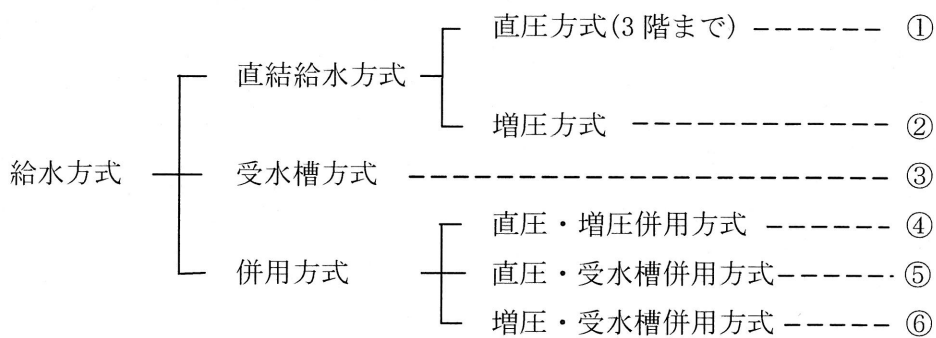 直圧方式(3階まで) ------ ①
直結給水方式
増圧方式 ------------ ②
給水方式
受水槽方式 ---------------------- ③
直圧・増圧併用方式 ------ ④
併用方式
直圧・受水槽併用方式------ ⑤
増圧・受水槽併用方式 ----- ⑥